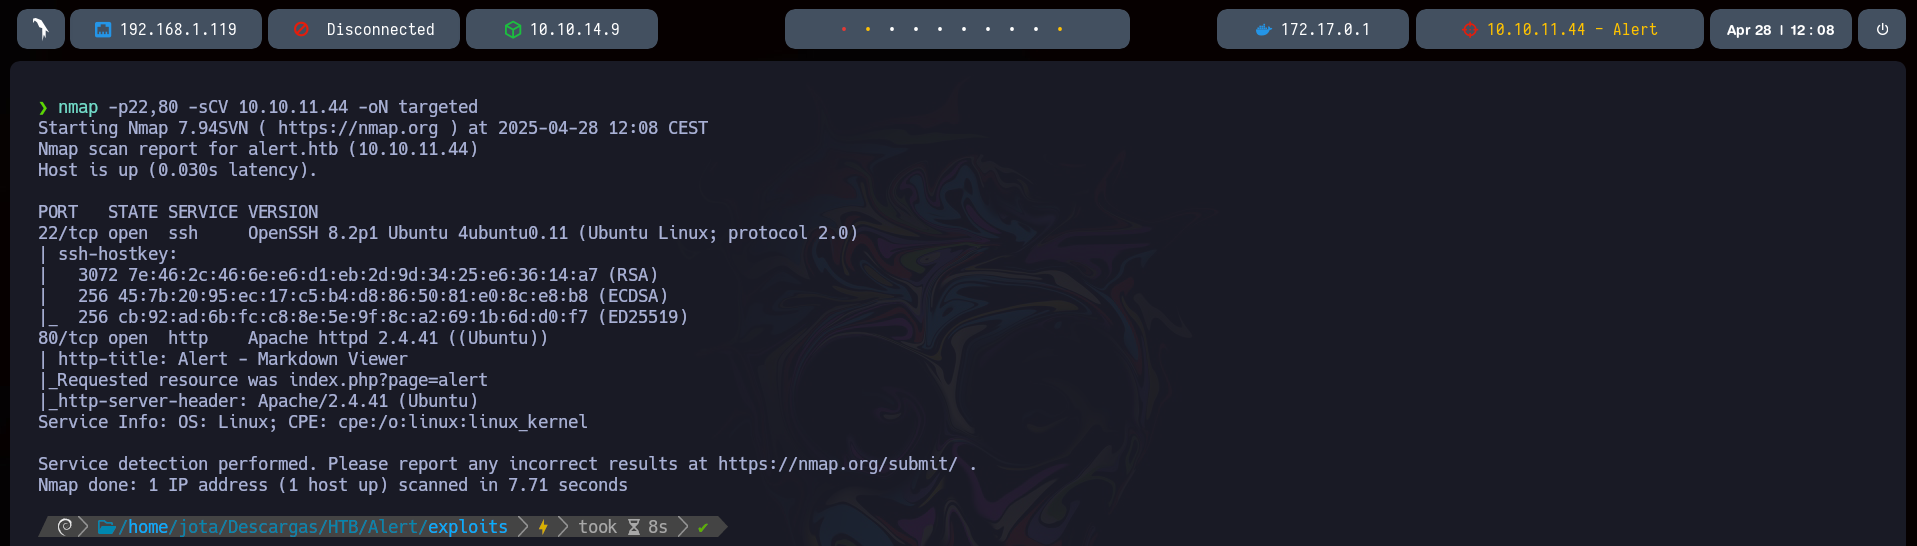 192.168.1.119 Disconnected 10.10.14.9 172.17.0.1 10.10.11.44 - Alert Apr 28 | 12 : 08
❯ nmap -p22,80 -sCV 10.10.11.44 -oN targeted
Starting Nmap 7.94SVN ( https://nmap.org ) at 2025-04-28 12:08 CEST
Nmap scan report for alert.htb (10.10.11.44)
Host is up (0.030s latency).
PORT   STATE SERVICE VERSION
22/tcp open  ssh     OpenSSH 8.2p1 Ubuntu 4ubuntu0.11 (Ubuntu Linux; protocol 2.0)
| ssh-hostkey:
|   3072 7e:46:2c:46:6e:e6:d1:eb:2d:9d:34:25:e6:36:14:a7 (RSA)
|   256 45:7b:20:95:ec:17:c5:b4:d8:86:50:81:e0:8c:e8:b8 (ECDSA)
|_  256 cb:92:ad:6b:fc:c8:8e:5e:9f:8c:a2:69:1b:6d:d0:f7 (ED25519)
80/tcp open  http    Apache httpd 2.4.41 ((Ubuntu))
| http-title: Alert - Markdown Viewer
|_Requested resource was index.php?page=alert
|_http-server-header: Apache/2.4.41 (Ubuntu)
Service Info: OS: Linux; CPE: cpe:/o:linux:linux_kernel
Service detection performed. Please report any incorrect results at https://nmap.org/submit/ .
Nmap done: 1 IP address (1 host up) scanned in 7.71 seconds
/home/jota/Descargas/HTB/Alert/exploits took 8s ✔